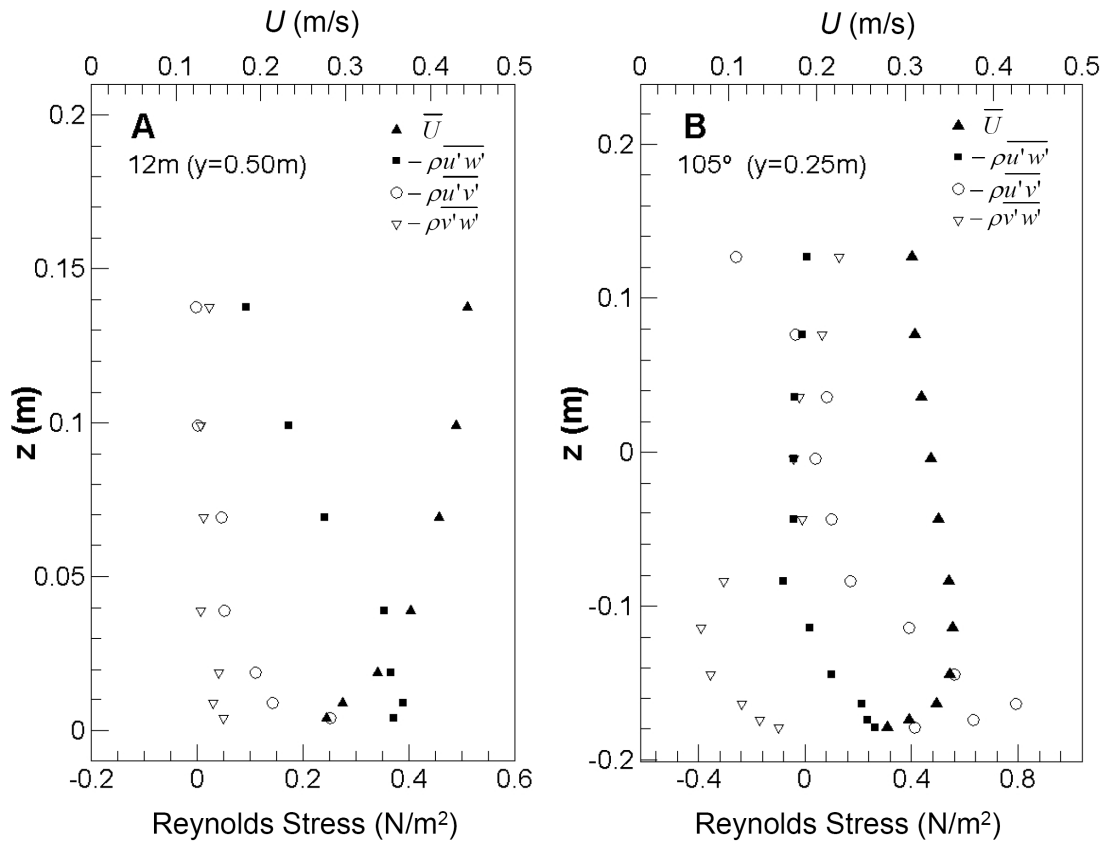 U (m/s)
0 0.1 0.2 0.3 0.4 0.5
A
12m (y=0.50m)
U̅
– ρu'w'
– ρu'v'
– ρv'w'
0.2
0.15
0.1
0.05
0
z (m)
-0.2 0 0.2 0.4 0.6
Reynolds Stress (N/m²)
U (m/s)
0 0.1 0.2 0.3 0.4 0.5
B
105º (y=0.25m)
U̅
– ρu'w'
– ρu'v'
– ρv'w'
0.2
0.1
0
-0.1
-0.2
z (m)
-0.4 0 0.4 0.8
Reynolds Stress (N/m²)